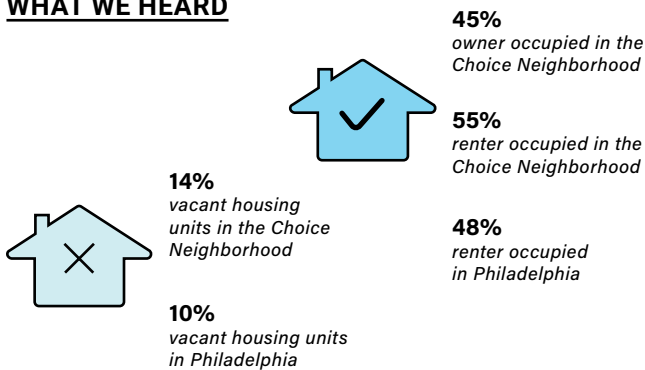 WHAT WE HEARD
45%
owner occupied in the
Choice Neighborhood
55%
renter occupied in the
Choice Neighborhood
48%
renter occupied
in Philadelphia
14%
vacant housing
units in the Choice
Neighborhood
10%
vacant housing units
in Philadelphia